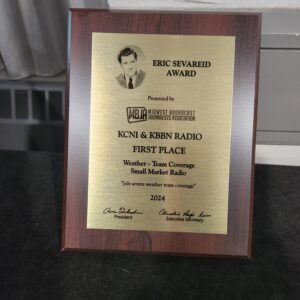 ERIC SEVAREID
AWARD
Presented by
MBJA MIDWEST BROADCAST
JOURNALISTS ASSOCIATION
KCNI & KBBN RADIO
FIRST PLACE
Weather - Team Coverage
Small Market Radio
"July severe weather team coverage"
2024
President
Executive Secretary